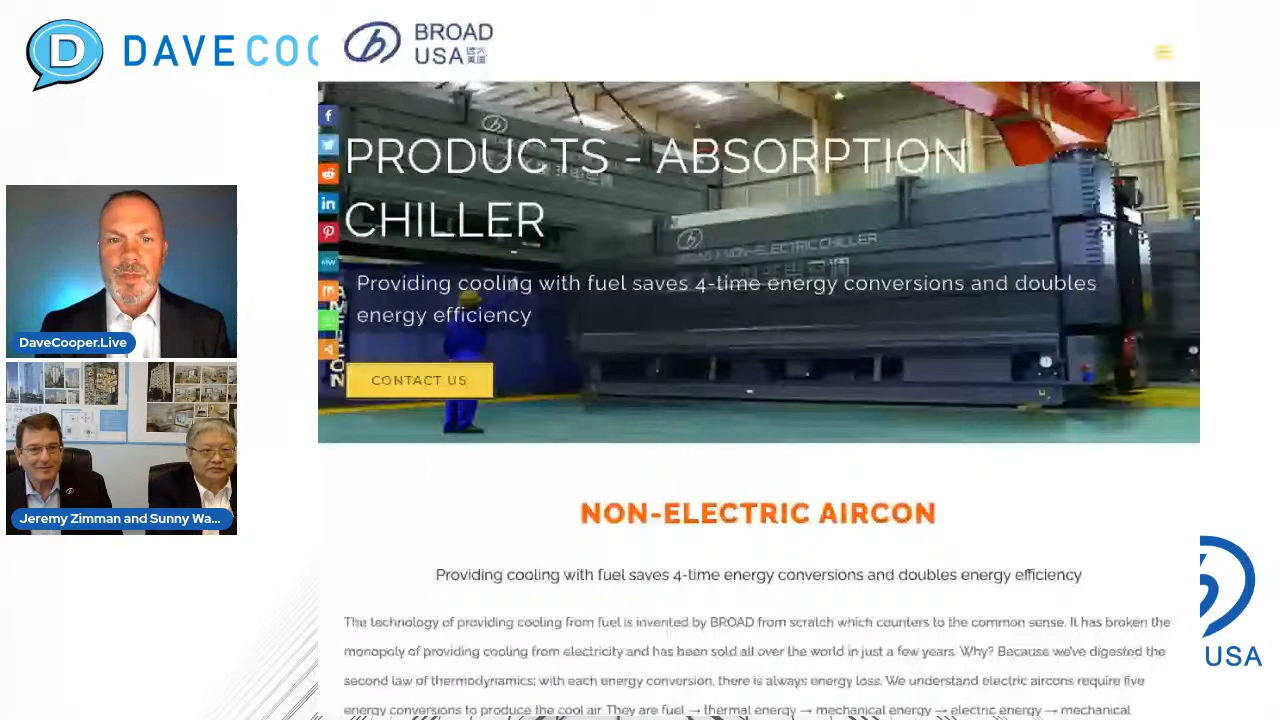 DAVE COO
BROAD
USA 远大
美国
PRODUCTS - ABSORPTION
CHILLER
Providing cooling with fuel saves 4-time energy conversions and doubles
energy efficiency
CONTACT US
DaveCooper.Live
Jeremy Zimman and Sunny Wa...
NON-ELECTRIC AIRCON
Providing cooling with fuel saves 4-time energy conversions and doubles energy efficiency
The technology of providing cooling from fuel is invented by BROAD from scratch which counters to the common sense. It has broken the
monopoly of providing cooling from electricity and has been sold all over the world in just a few years. Why? Because we've digested the
second law of thermodynamics; with each energy conversion, there is always energy loss. We understand electric aircons require five
energy conversions to produce the cool air. They are fuel → thermal energy → mechanical energy → electric energy → mechanical
USA